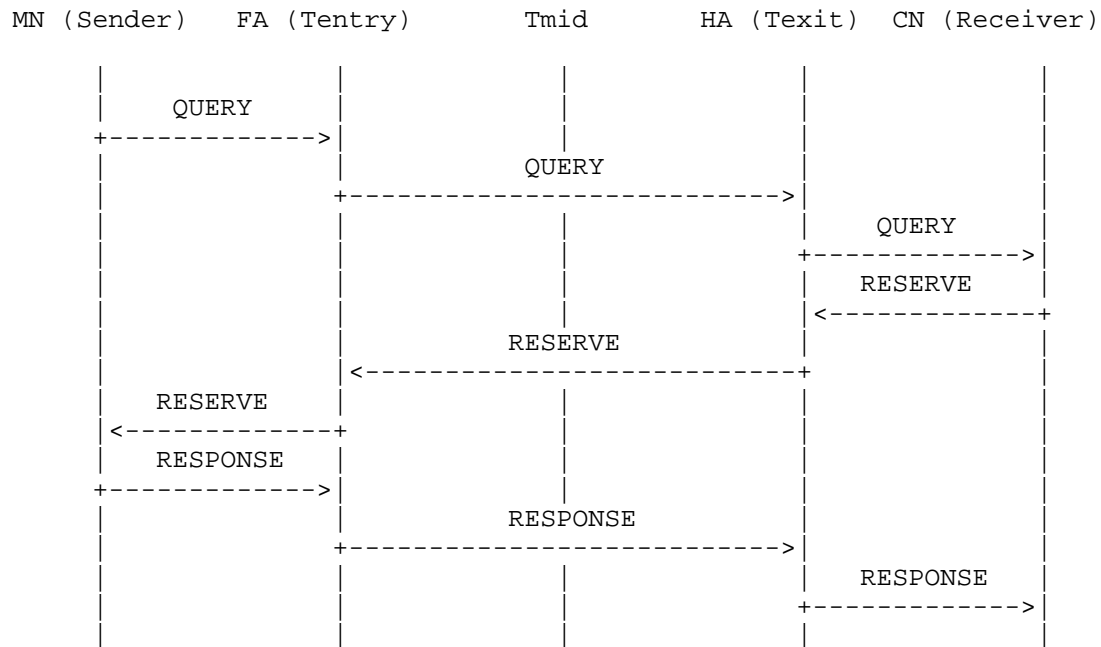 MN (Sender) FA (Tentry) Tmid HA (Texit) CN (Receiver)
QUERY
QUERY
QUERY
RESERVE
RESERVE
RESERVE
RESPONSE
RESPONSE
RESPONSE